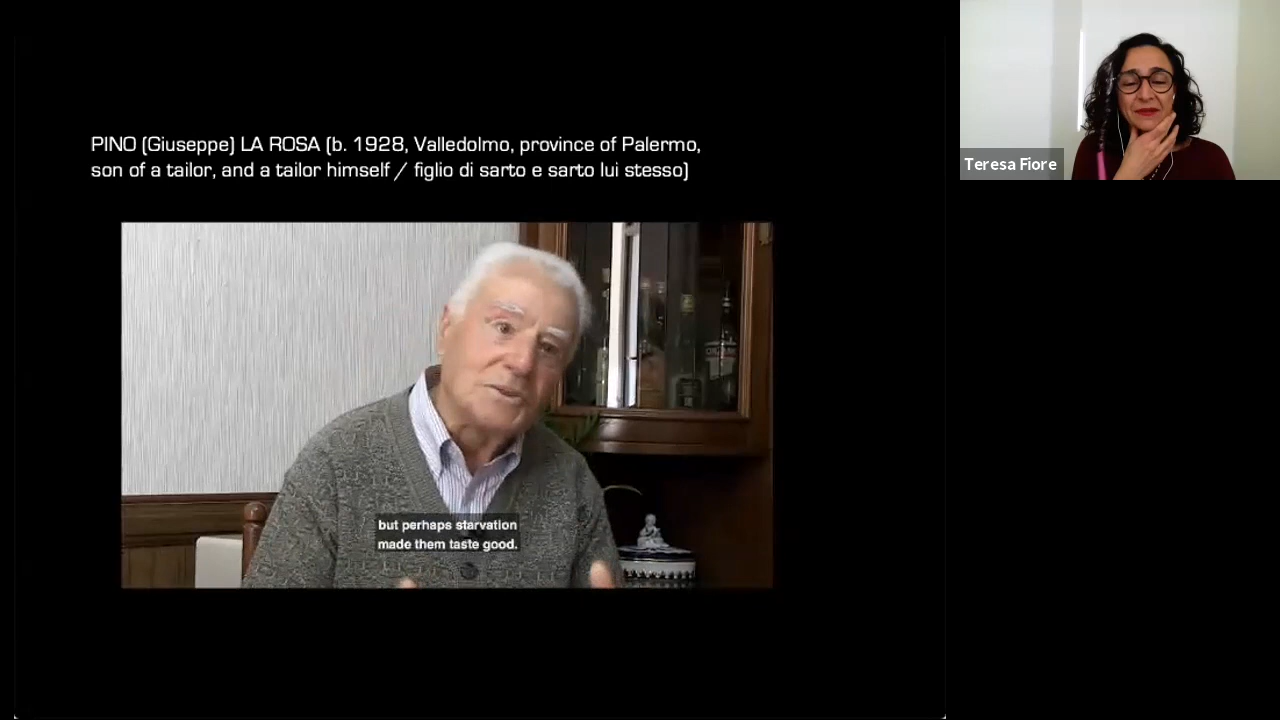 PINO (Giuseppe) LA ROSA (b. 1928, Valledolmo, province of Palermo,
son of a tailor, and a tailor himself / figlio di sarto e sarto lui stesso)
but perhaps starvation
made them taste good.
Teresa Fiore